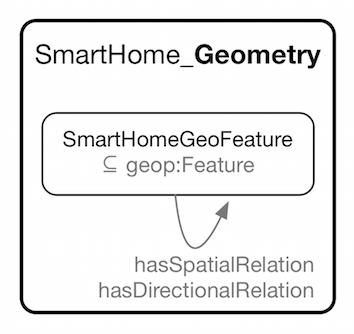 SmartHome_Geometry
SmartHomeGeoFeature
⊆ geop:Feature
hasSpatialRelation
hasDirectionalRelation